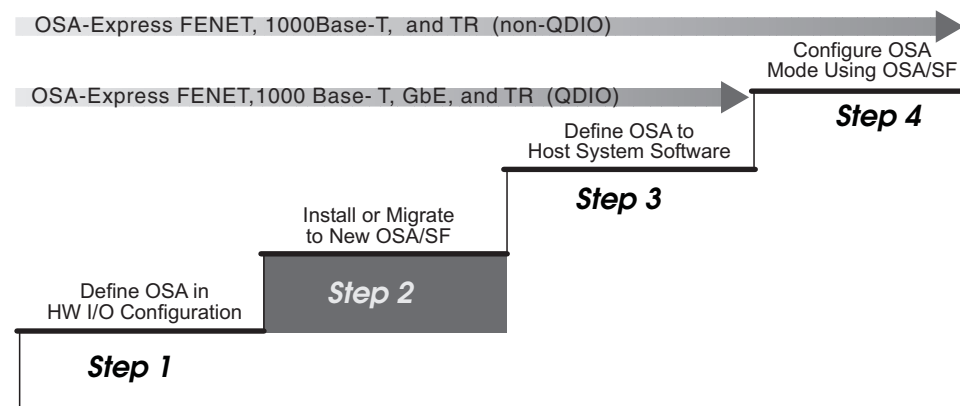 OSA-Express FENET, 1000Base-T, and TR (non-QDIO)
Configure OSA
Mode Using OSA/SF
OSA-Express FENET,1000 Base- T, GbE, and TR (QDIO)
Step 4
Define OSA to
Host System Software
Step 3
Install or Migrate
to New OSA/SF
Step 2
Define OSA in
HW I/O Configuration
Step 1